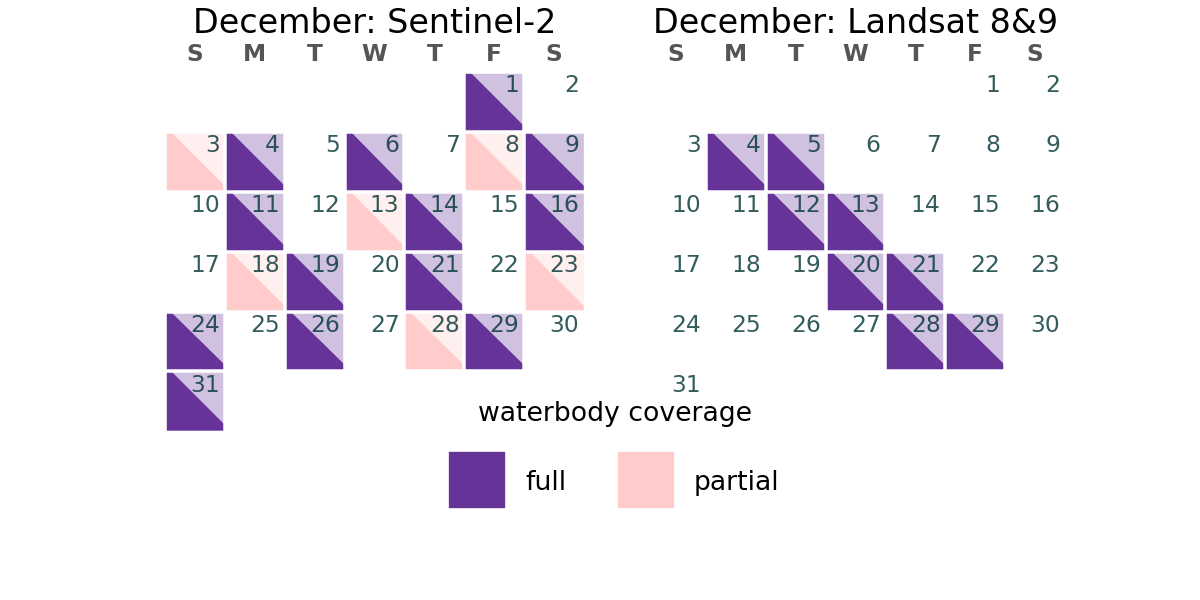 December: Sentinel-2
S M T W T F S
1 2
3 4 5 6 7 8 9
10 11 12 13 14 15 16
17 18 19 20 21 22 23
24 25 26 27 28 29 30
31
December: Landsat 8&9
S M T W T F S
1 2
3 4 5 6 7 8 9
10 11 12 13 14 15 16
17 18 19 20 21 22 23
24 25 26 27 28 29 30
31
waterbody coverage
full
partial